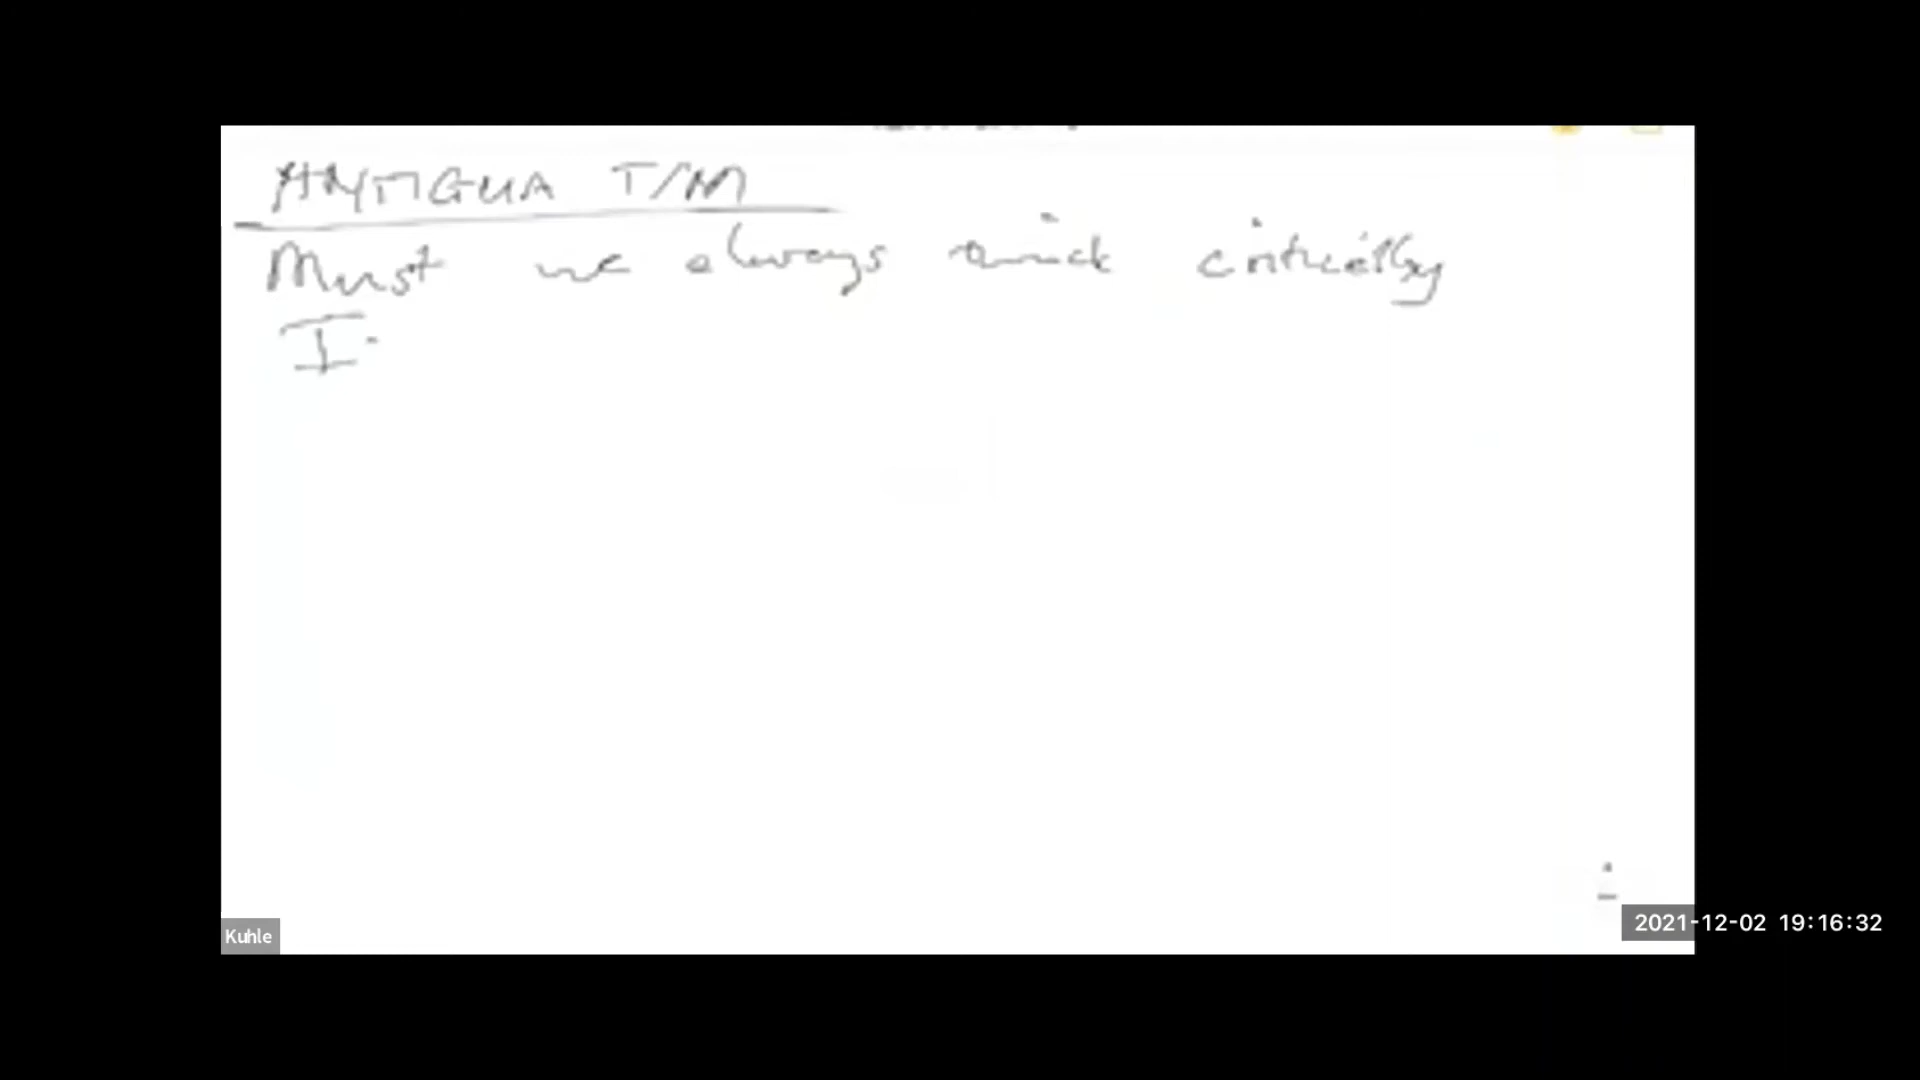 ANTIGUA T/M
Must we always think critically
I.
Kuhle
2021-12-02 19:16:32